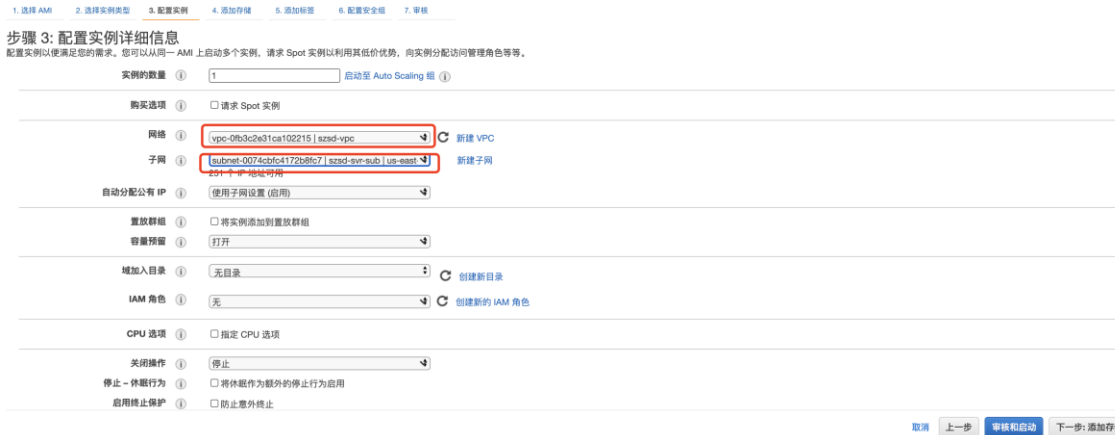 1. 选择 AMI 2. 选择实例类型 3. 配置实例 4. 添加存储 5. 添加标签 6. 配置安全组 7. 审核
步骤 3: 配置实例详细信息
配置实例以便满足您的需求。您可以从同一 AMI 上启动多个实例，请求 Spot 实例以利用其低价优势，向实例分配访问管理角色等等。
实例的数量 1 启动至 Auto Scaling 组
购买选项 请求 Spot 实例
网络 vpc-0fb3c2e31ca102215 | szsd-vpc 新建 VPC
子网 subnet-0074cbfc4172b8fc7 | szsd-svr-sub | us-east- 新建子网
251 个 IP 地址可用
自动分配公有 IP 使用子网设置 (启用)
置放群组 将实例添加到置放群组
容量预留 打开
域加入目录 无目录 创建新目录
IAM 角色 无 创建新的 IAM 角色
CPU 选项 指定 CPU 选项
关闭操作 停止
停止 – 休眠行为 将休眠作为额外的停止行为启用
启用终止保护 防止意外终止
取消 上一步 审核和启动 下一步: 添加存